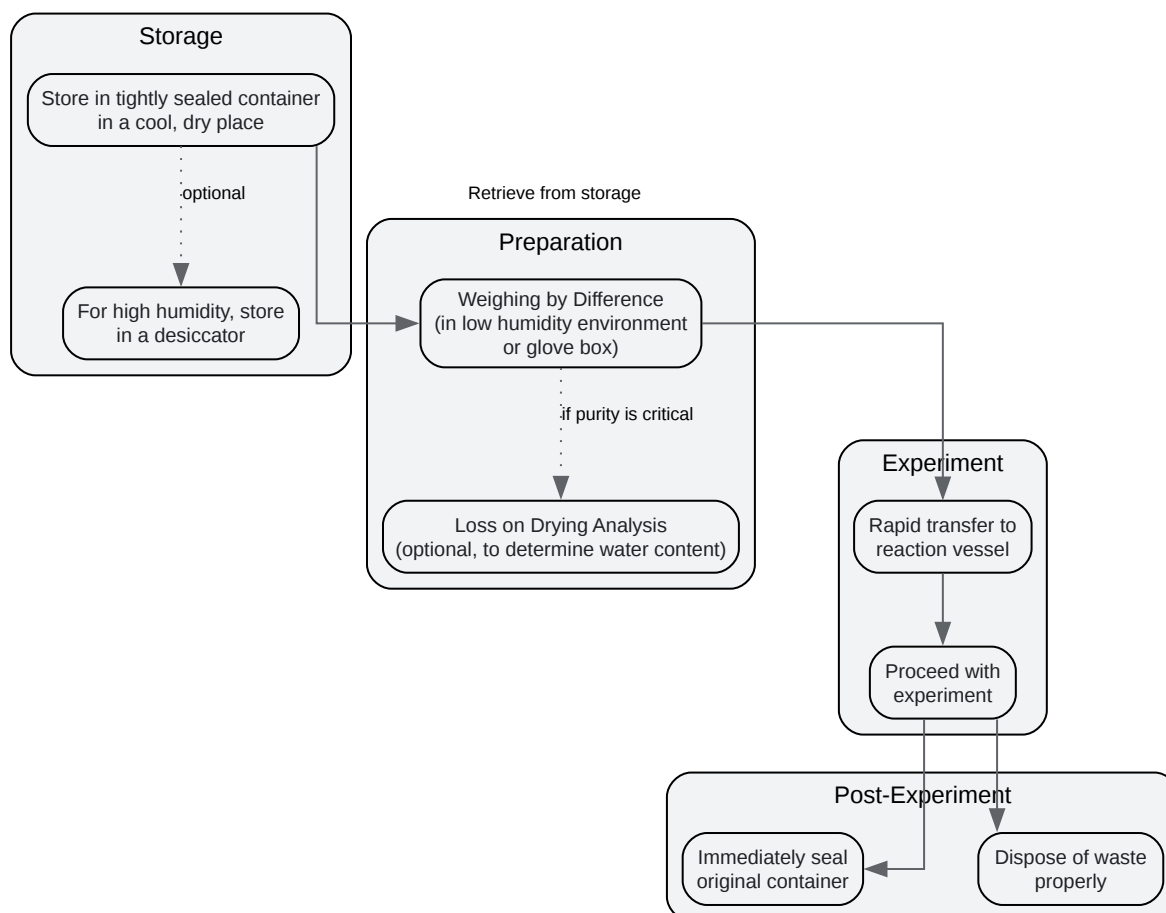 Storage
Store in tightly sealed container
in a cool, dry place
optional
For high humidity, store
in a desiccator
Retrieve from storage
Preparation
Weighing by Difference
(in low humidity environment
or glove box)
if purity is critical
Loss on Drying Analysis
(optional, to determine water content)
Experiment
Rapid transfer to
reaction vessel
Proceed with
experiment
Post-Experiment
Immediately seal
original container
Dispose of waste
properly